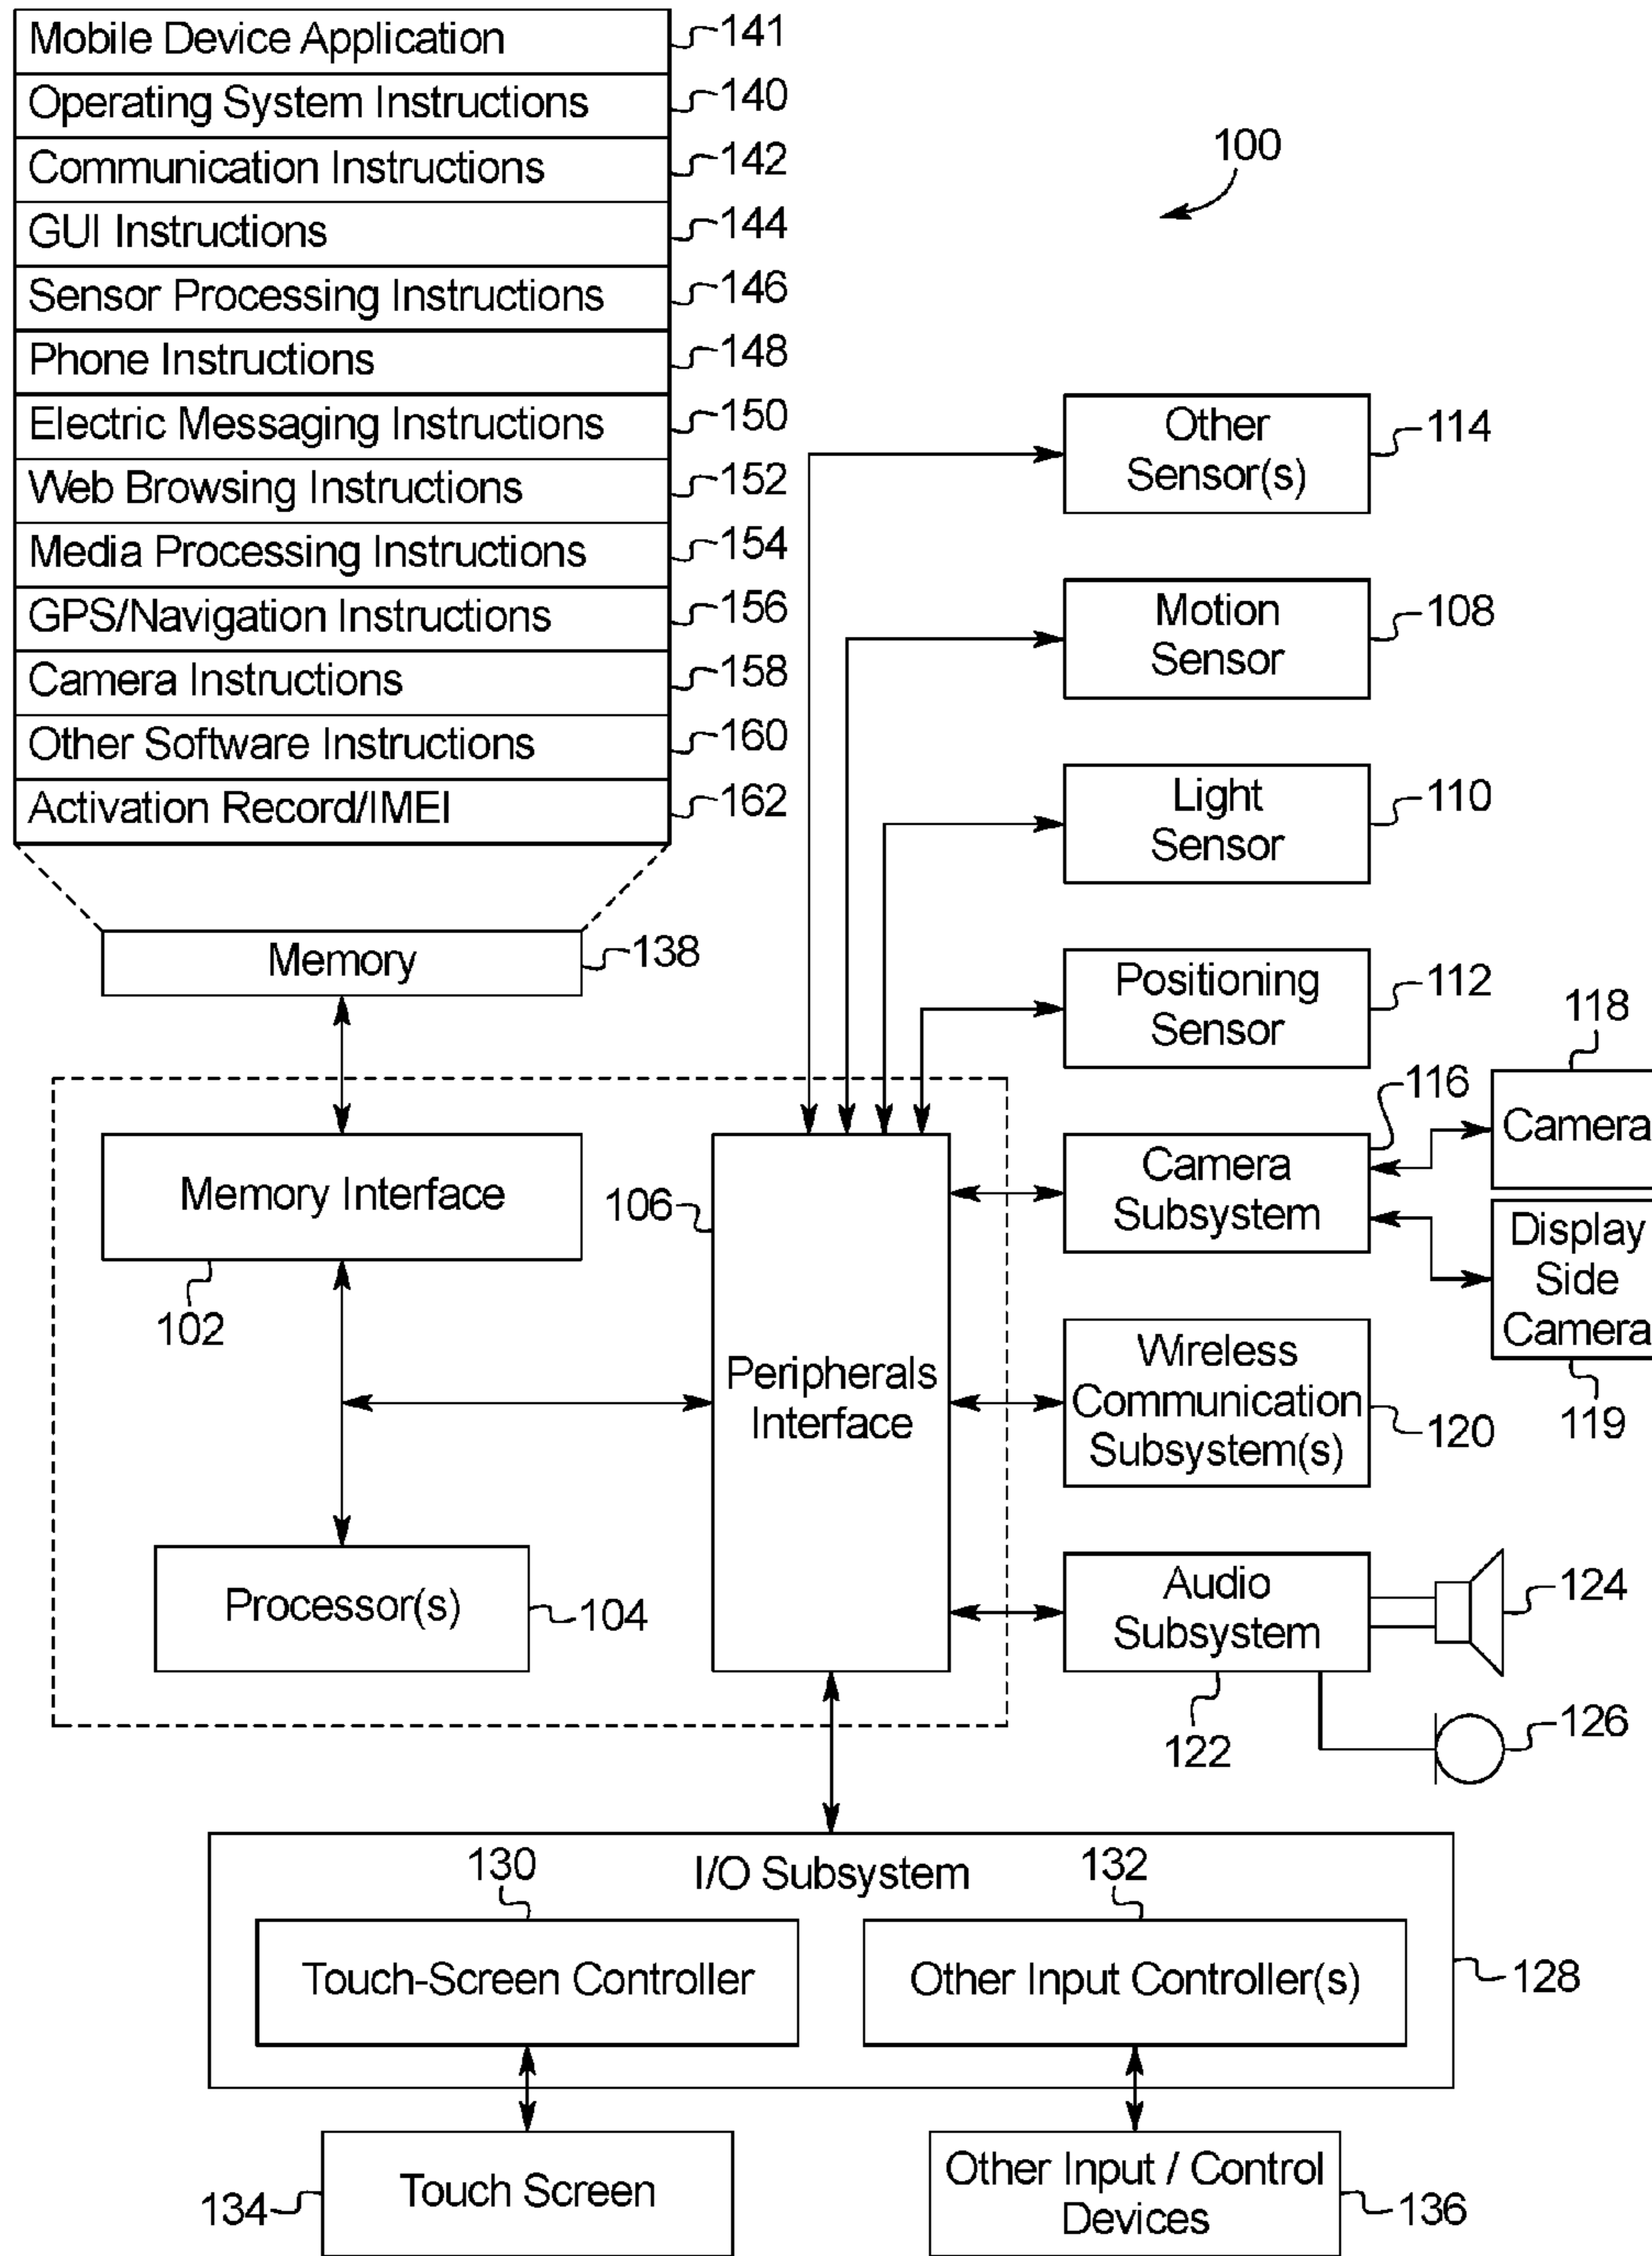 Mobile Device Application 141
Operating System Instructions 140
Communication Instructions 142
GUI Instructions 144
Sensor Processing Instructions 146
Phone Instructions 148
Electric Messaging Instructions 150
Web Browsing Instructions 152
Media Processing Instructions 154
GPS/Navigation Instructions 156
Camera Instructions 158
Other Software Instructions 160
Activation Record/IMEI 162
100
Memory 138
Other
Sensor(s)
114
Motion
Sensor
108
Light
Sensor
110
Positioning
Sensor
112
Memory Interface
102
Processor(s) 104
106
Peripherals
Interface
Camera
Subsystem
116
118
Camera
Display
Side
Camera
119
Wireless
Communication
Subsystem(s)
120
Audio
Subsystem
122
124
126
I/O Subsystem
128
130
Touch-Screen Controller
132
Other Input Controller(s)
Touch Screen
134
Other Input / Control
Devices
136